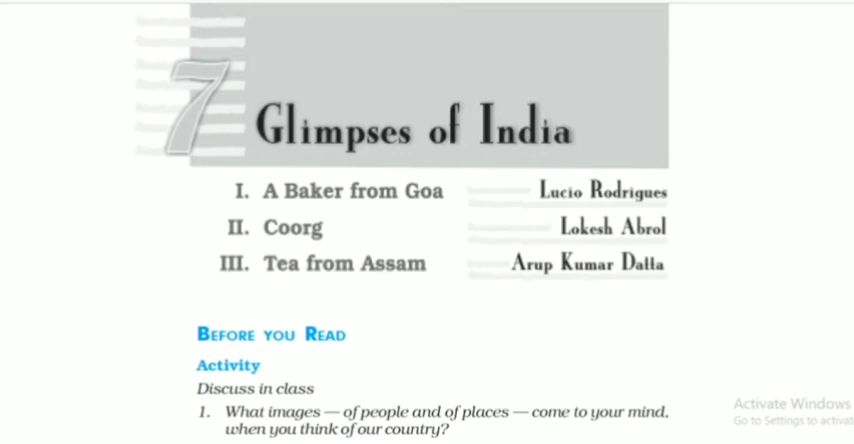 7 Glimpses of India
I. A Baker from Goa Lucio Rodrigues
II. Coorg Lokesh Abrol
III. Tea from Assam Arup Kumar Datta
BEFORE YOU READ
Activity
Discuss in class
1. What images — of people and of places — come to your mind,
when you think of our country?
Activate Windows
Go to Settings to activat